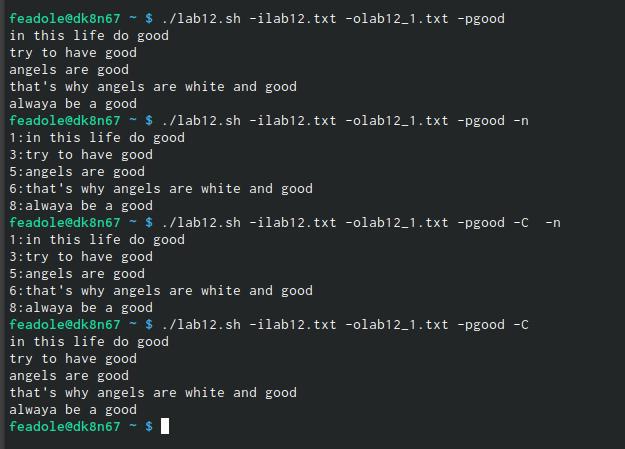 feadole@dk8n67 ~ $ ./lab12.sh -ilab12.txt -olab12_1.txt -pgood
in this life do good
try to have good
angels are good
that's why angels are white and good
alwaya be a good
feadole@dk8n67 ~ $ ./lab12.sh -ilab12.txt -olab12_1.txt -pgood -n
1:in this life do good
3:try to have good
5:angels are good
6:that's why angels are white and good
8:alwaya be a good
feadole@dk8n67 ~ $ ./lab12.sh -ilab12.txt -olab12_1.txt -pgood -C  -n
1:in this life do good
3:try to have good
5:angels are good
6:that's why angels are white and good
8:alwaya be a good
feadole@dk8n67 ~ $ ./lab12.sh -ilab12.txt -olab12_1.txt -pgood -C
in this life do good
try to have good
angels are good
that's why angels are white and good
alwaya be a good
feadole@dk8n67 ~ $